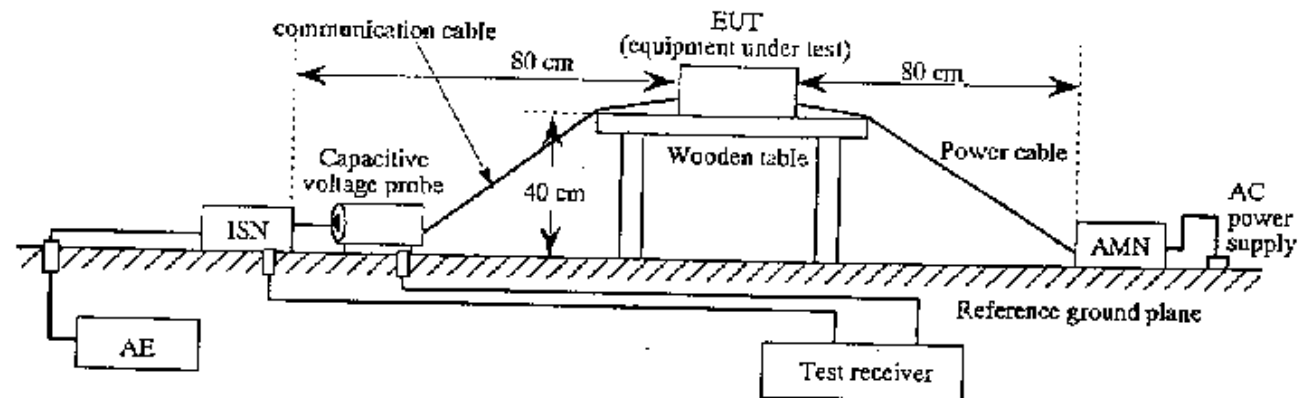 communication cable
EUT
(equipment under test)
80 cm
80 cm
Capacitive
voltage probe
40 cm
Wooden table
Power cable
AC
power
supply
ISN
AMN
Reference ground plane
AE
Test receiver